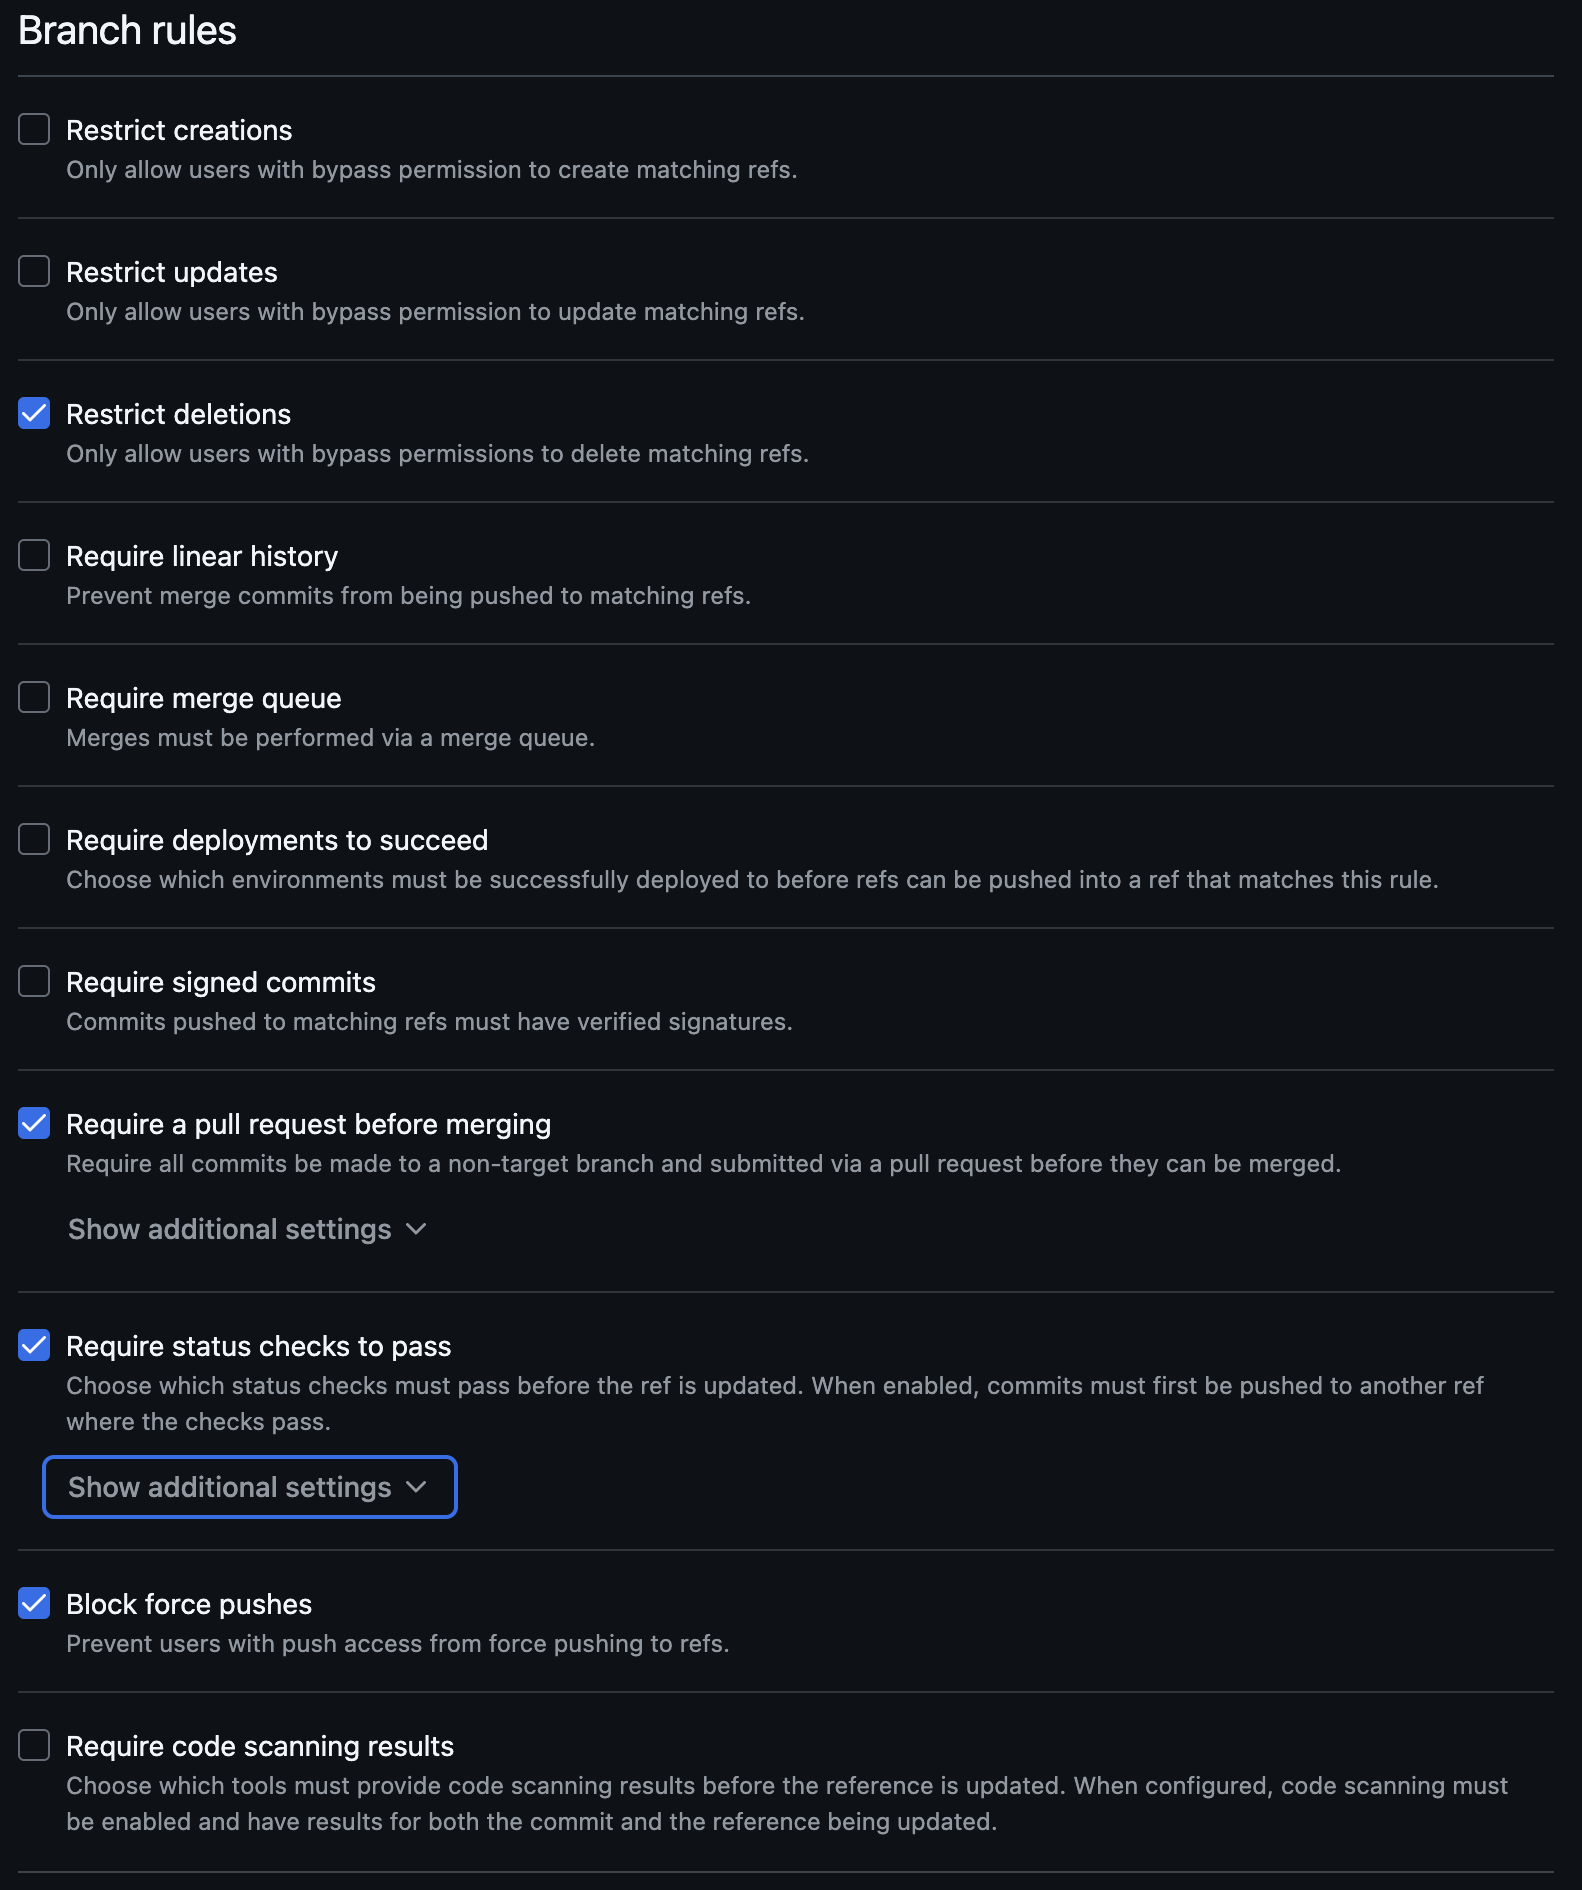 Branch rules
Restrict creations
Only allow users with bypass permission to create matching refs.
Restrict updates
Only allow users with bypass permission to update matching refs.
Restrict deletions
Only allow users with bypass permissions to delete matching refs.
Require linear history
Prevent merge commits from being pushed to matching refs.
Require merge queue
Merges must be performed via a merge queue.
Require deployments to succeed
Choose which environments must be successfully deployed to before refs can be pushed into a ref that matches this rule.
Require signed commits
Commits pushed to matching refs must have verified signatures.
Require a pull request before merging
Require all commits be made to a non-target branch and submitted via a pull request before they can be merged.
Show additional settings
Require status checks to pass
Choose which status checks must pass before the ref is updated. When enabled, commits must first be pushed to another ref
where the checks pass.
Show additional settings
Block force pushes
Prevent users with push access from force pushing to refs.
Require code scanning results
Choose which tools must provide code scanning results before the reference is updated. When configured, code scanning must
be enabled and have results for both the commit and the reference being updated.